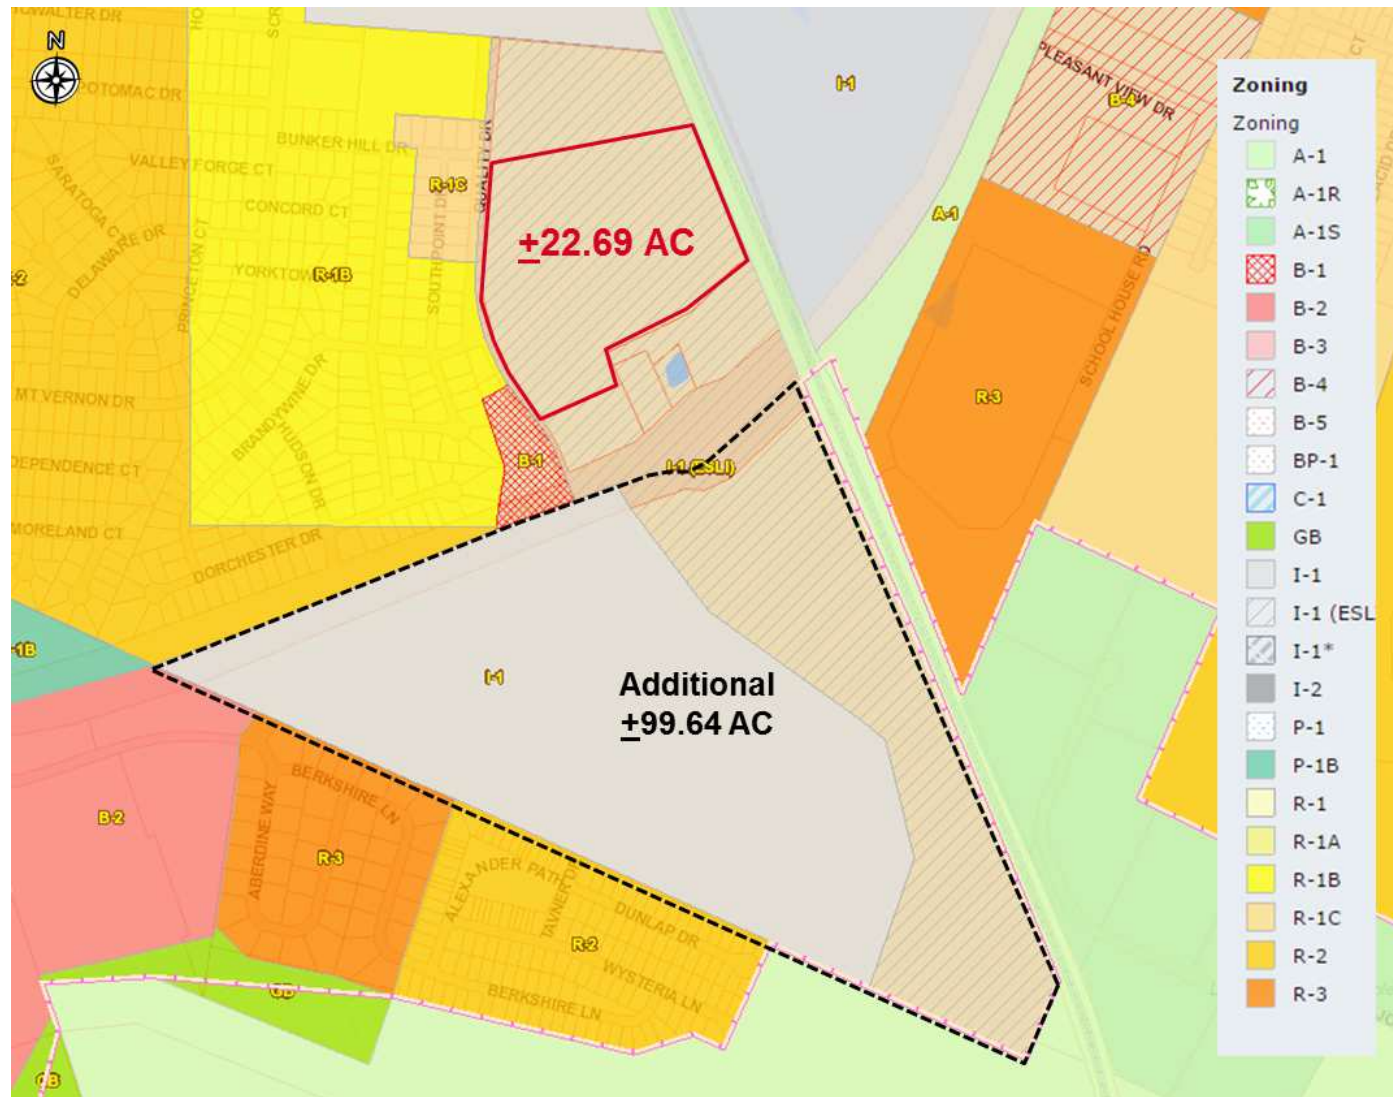 N
POTOMAC DR
BUNKER HILL DR
VALLEY FORGE CT
CONCORD CT
SARATOGA CT
DELAWARE DR
PRINCETON CT
R-1B
R-1C
SOUTHPOINT DR
QUALITY DR
±22.69 AC
I-1
PLEASANT VIEW DR
B-4
CT
A-1
SCHOOL HOUSE RD
R-3
MT VERNON DR
BRANDYWINE DR
HUDSON DR
B-1
I-1 (ESLI)
MORELAND CT
DORCHESTER DR
I-1
Additional
±99.64 AC
B-2
BERKSHIRE LN
ABERDINE WAY
R-3
ALEXANDER PATH
TAVNER DR
DUNLAP DR
R-2
WYSTERIA LN
BERKSHIRE LN
GB
GB
Zoning
Zoning
A-1
A-1R
A-1S
B-1
B-2
B-3
B-4
B-5
BP-1
C-1
GB
I-1
I-1 (ESL
I-1*
I-2
P-1
P-1B
R-1
R-1A
R-1B
R-1C
R-2
R-3